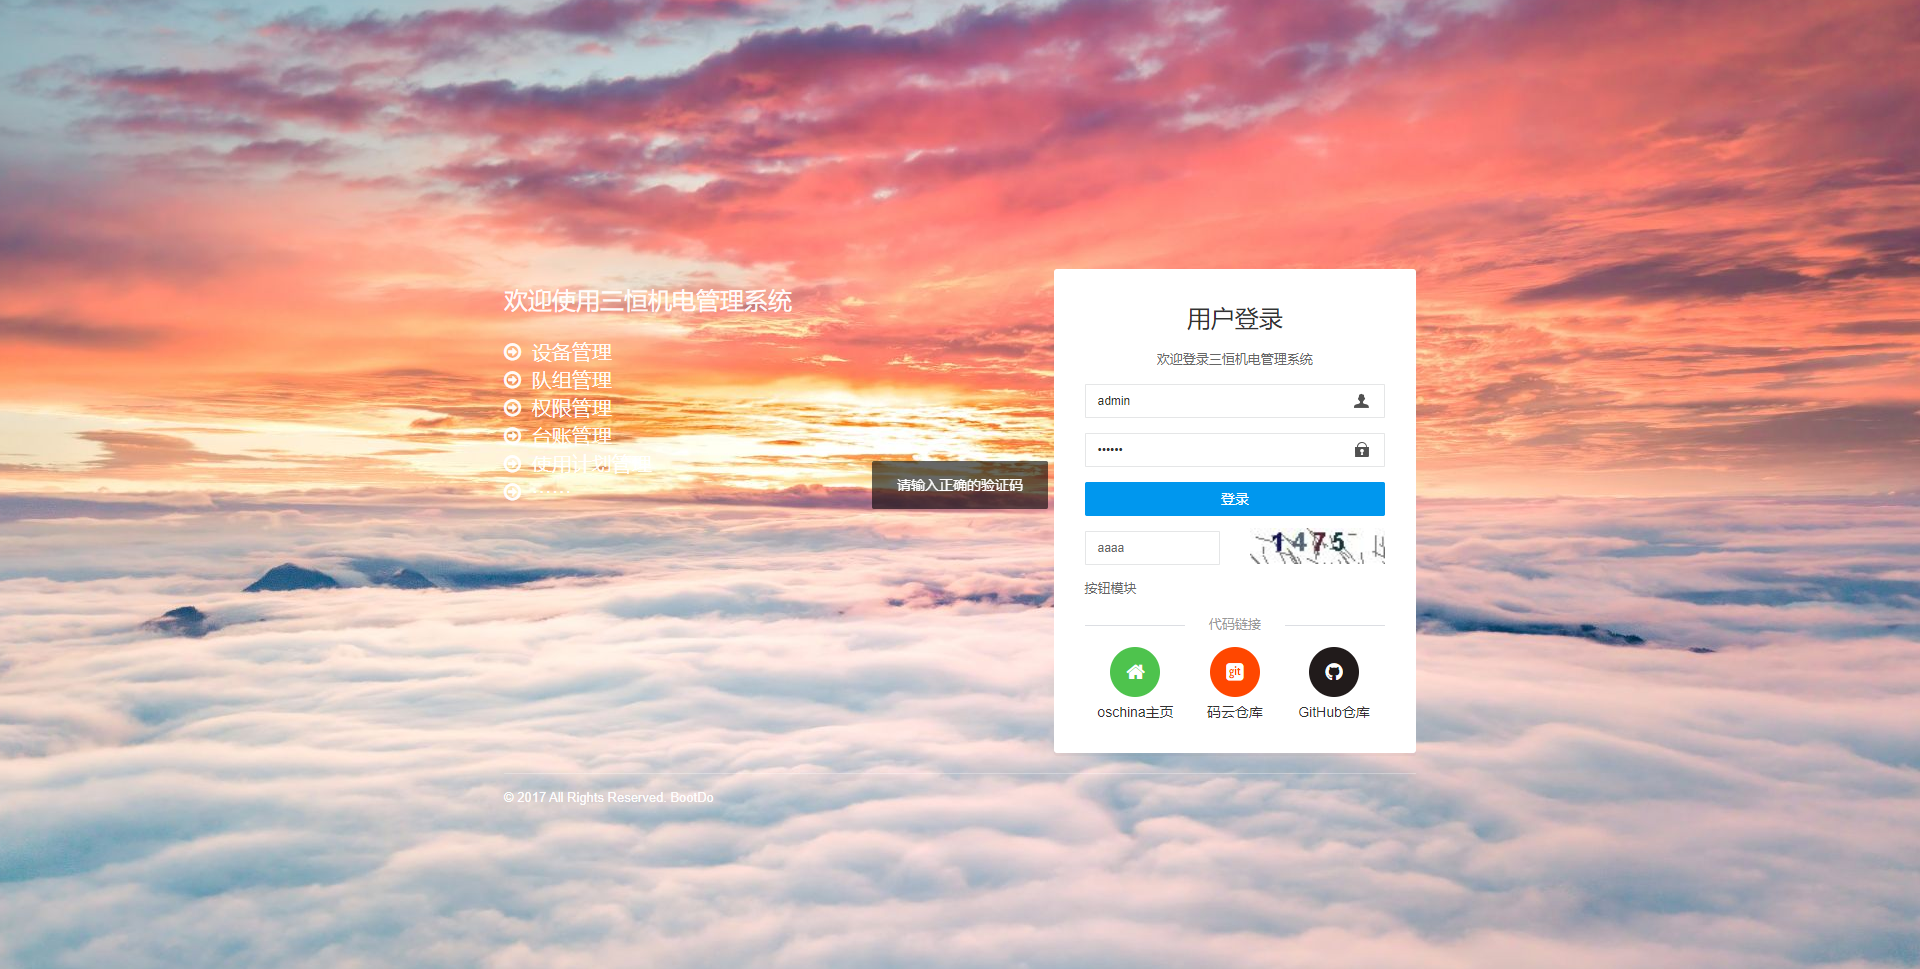 欢迎使用三恒机电管理系统
设备管理
队组管理
权限管理
台账管理
使用计划管理
请输入正确的验证码
© 2017 All Rights Reserved. BootDo
用户登录
欢迎登录三恒机电管理系统
admin
••••••
登录
aaaa
1475
按钮模块
代码链接
git
oschina主页
码云仓库
GitHub仓库